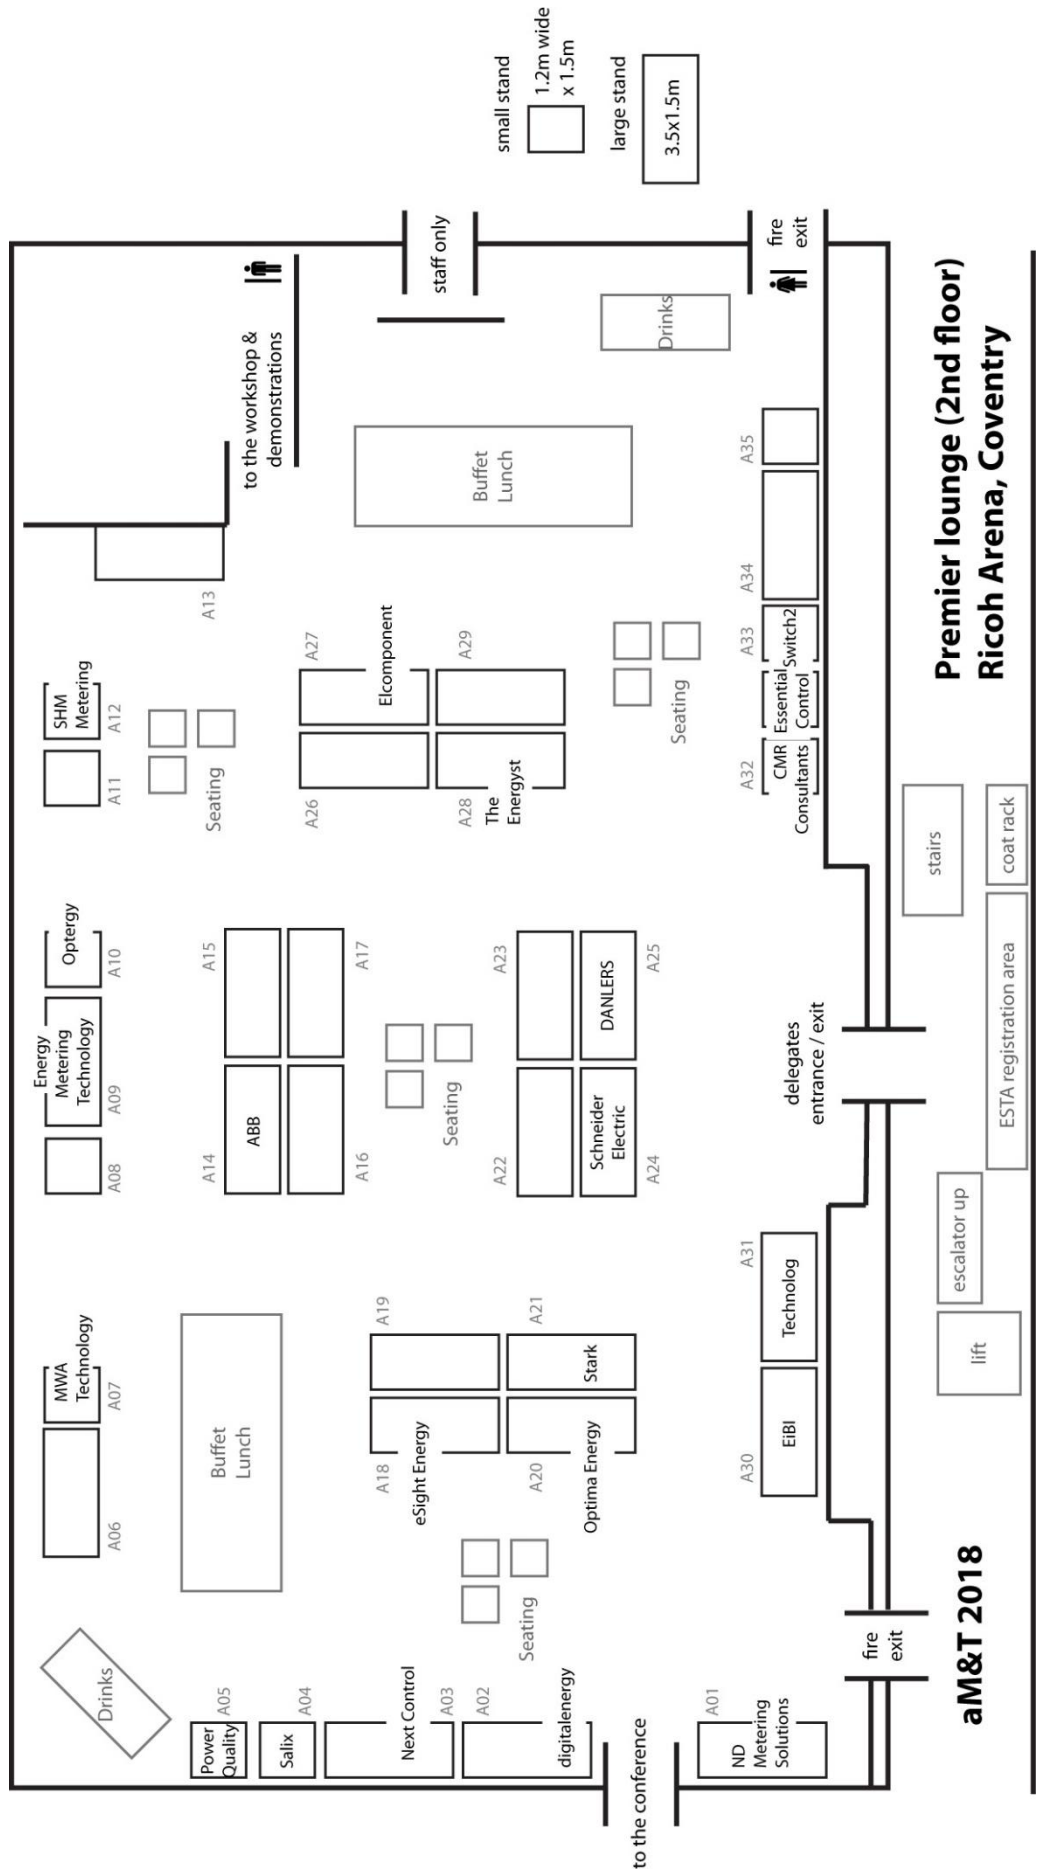 SHM
Metering
A11
A12
A13
Seating
to the workshop &
demonstrations
Optergy
A10
Energy
Metering
Technology
A09
A08
MWA
Technology
A07
A06
Drinks
Buffet
Lunch
A14
ABB
A15
A16
A17
A26
A27
Elcomponent
A28
The
Energyst
A29
Buffet
Lunch
staff only
small stand
1.2m wide
x 1.5m
large stand
3.5x1.5m
Power
Quality
A05
Salix
A04
Next Control
A03
A02
digitalenergy
Seating
A18
eSight Energy
A19
A20
Optima Energy
A21
Stark
Seating
A22
A23
A24
Schneider
Electric
A25
DANLERS
Seating
Drinks
fire
exit
to the conference
A01
ND
Metering
Solutions
A30
EiBI
A31
Technolog
delegates
entrance / exit
A32
CMR
Consultants
Essential
Control
A33
Switch2
A34
A35
fire
exit
lift
escalator up
ESTA registration area
stairs
coat rack
aM&T 2018
Premier lounge (2nd floor)
Ricoh Arena, Coventry